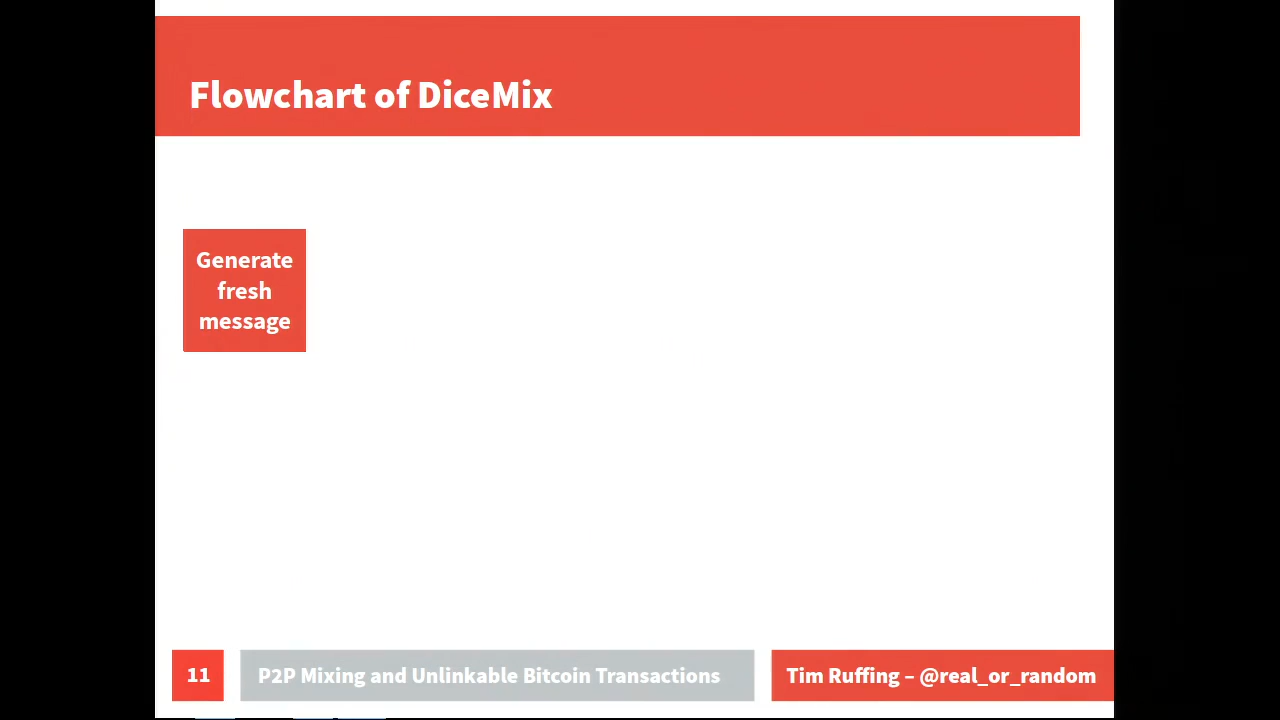 Flowchart of DiceMix
Generate
fresh
message
11
P2P Mixing and Unlinkable Bitcoin Transactions
Tim Ruffing – @real_or_random